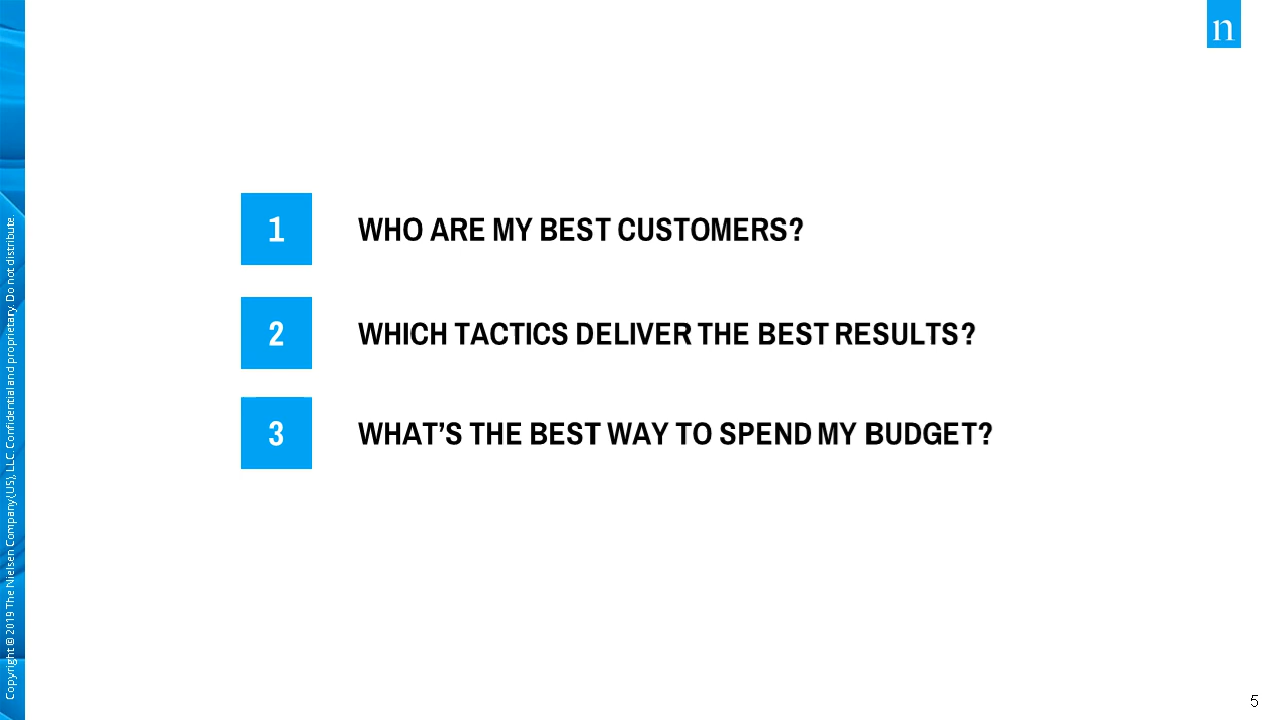 n
1 WHO ARE MY BEST CUSTOMERS?
2 WHICH TACTICS DELIVER THE BEST RESULTS?
3 WHAT’S THE BEST WAY TO SPEND MY BUDGET?
Copyright © 2019 The Nielsen Company (US), LLC. Confidential and proprietary. Do not distribute.
5